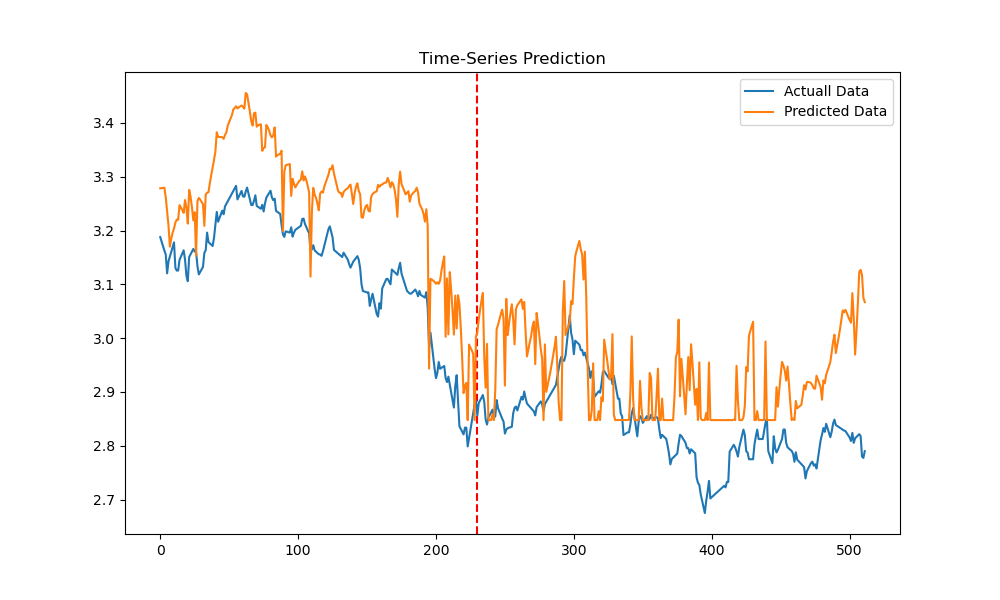 Time-Series Prediction
Actuall Data
Predicted Data
3.4
3.3
3.2
3.1
3.0
2.9
2.8
2.7
0 100 200 300 400 500